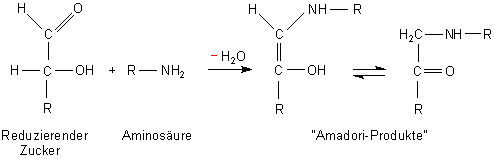 H O
C
H C OH
R
+
R NH₂
– H₂O
H NH R
C
C OH
R
H₂C NH R
C O
R
Reduzierender
Zucker
Aminosäure
"Amadori-Produkte"